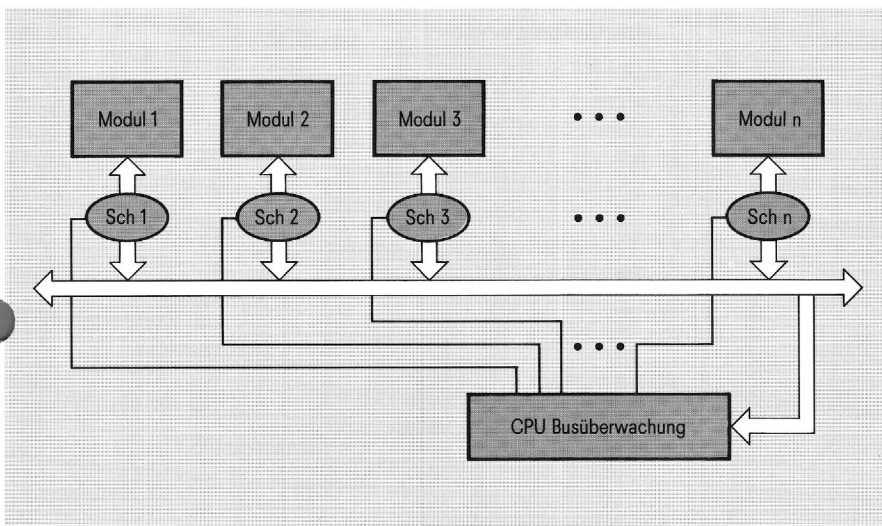 Modul 1
Modul 2
Modul 3
• • •
Modul n
Sch 1
Sch 2
Sch 3
• • •
Sch n
• • •
CPU Busüberwachung